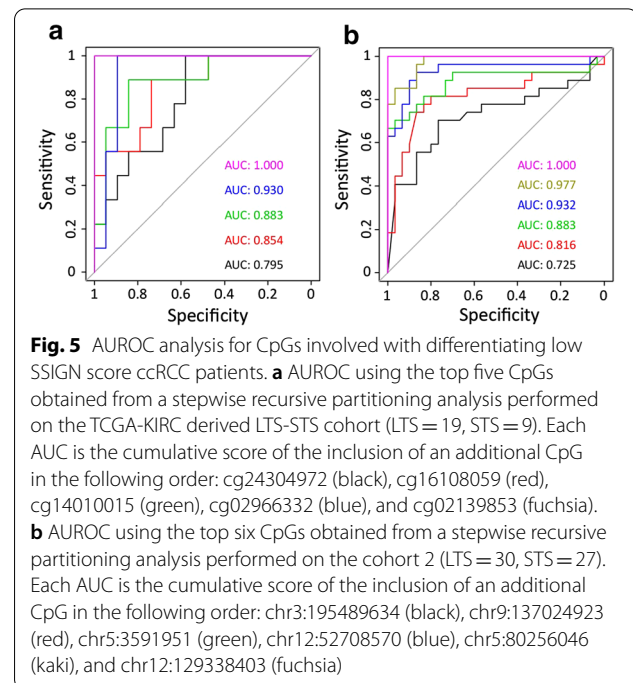 a
1
0.8
0.6
0.4
0.2
0
Sensitivity
AUC: 1.000
AUC: 0.930
AUC: 0.883
AUC: 0.854
AUC: 0.795
1 0.8 0.6 0.4 0.2 0
Specificity
b
1
0.8
0.6
0.4
0.2
0
Sensitivity
AUC: 1.000
AUC: 0.977
AUC: 0.932
AUC: 0.883
AUC: 0.816
AUC: 0.725
1 0.8 0.6 0.4 0.2 0
Specificity
Fig. 5 AUROC analysis for CpGs involved with differentiating low
SSIGN score ccRCC patients. a AUROC using the top five CpGs
obtained from a stepwise recursive partitioning analysis performed
on the TCGA-KIRC derived LTS-STS cohort (LTS = 19, STS = 9). Each
AUC is the cumulative score of the inclusion of an additional CpG
in the following order: cg24304972 (black), cg16108059 (red),
cg14010015 (green), cg02966332 (blue), and cg02139853 (fuchsia).
b AUROC using the top six CpGs obtained from a stepwise recursive
partitioning analysis performed on the cohort 2 (LTS = 30, STS = 27).
Each AUC is the cumulative score of the inclusion of an additional
CpG in the following order: chr3:195489634 (black), chr9:137024923
(red), chr5:3591951 (green), chr12:52708570 (blue), chr5:80256046
(kaki), and chr12:129338403 (fuchsia)